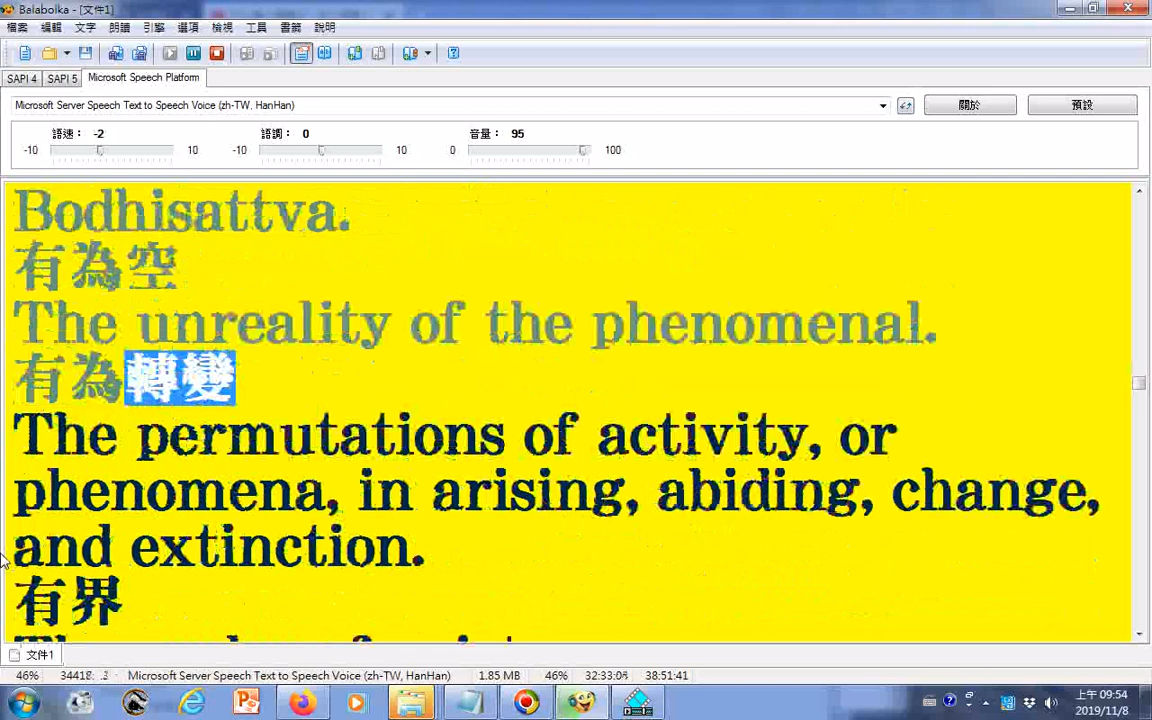 Balabolka - [文件1]
檔案 編輯 文字 朗讀 引擎 選項 檢視 工具 書籤 說明
SAPI 4 SAPI 5 Microsoft Speech Platform
Microsoft Server Speech Text to Speech Voice (zh-TW, HanHan) 關於 預設
語速： -2 語調： 0 音量： 95
-10 10 -10 10 0 100
Bodhisattva.
有為空
The unreality of the phenomenal.
有為轉變
The permutations of activity, or
phenomena, in arising, abiding, change,
and extinction.
有界
文件1
46% Microsoft Server Speech Text to Speech Voice (zh-TW, HanHan) 1.85 MB 46% 38:51:41
上午 09:54
2019/11/8